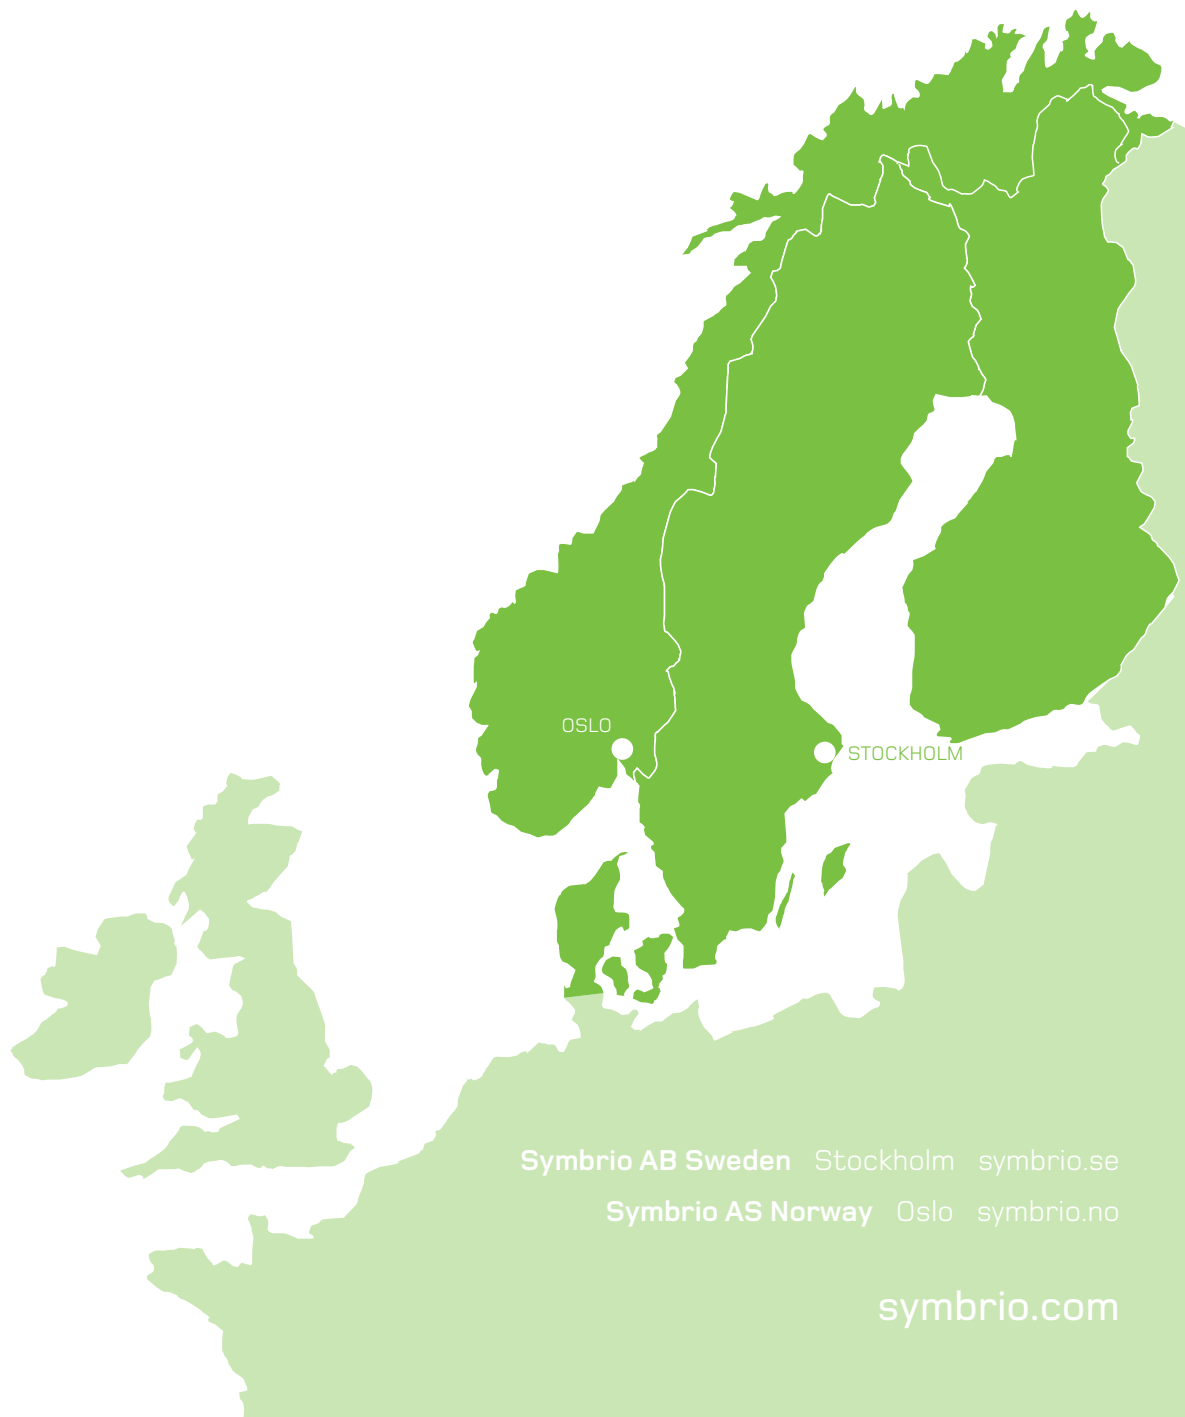 OSLO
STOCKHOLM
Symbrio AB Sweden Stockholm symbrio.se
Symbrio AS Norway Oslo symbrio.no
symbrio.com